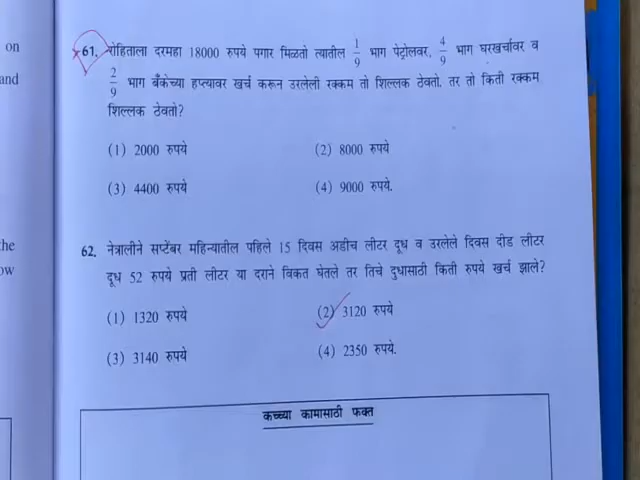 on
and
the
ow
61. रोहिताला दरमहा 18000 रुपये पगार मिळतो त्यातील 1/9 भाग पेट्रोलवर, 4/9 भाग घरखर्चावर व
2/9 भाग बँकेच्या हप्त्यावर खर्च करून उरलेली रक्कम तो शिल्लक ठेवतो. तर तो किती रक्कम
शिल्लक ठेवतो?
(1) 2000 रुपये (2) 8000 रुपये
(3) 4400 रुपये (4) 9000 रुपये.
62. नेत्रालीने सप्टेंबर महिन्यातील पहिले 15 दिवस अडीच लीटर दूध व उरलेले दिवस दीड लीटर
दूध 52 रुपये प्रती लीटर या दराने विकत घेतले तर तिचे दुधासाठी किती रुपये खर्च झाले?
(1) 1320 रुपये (2) 3120 रुपये
(3) 3140 रुपये (4) 2350 रुपये.
कच्च्या कामासाठी फक्त